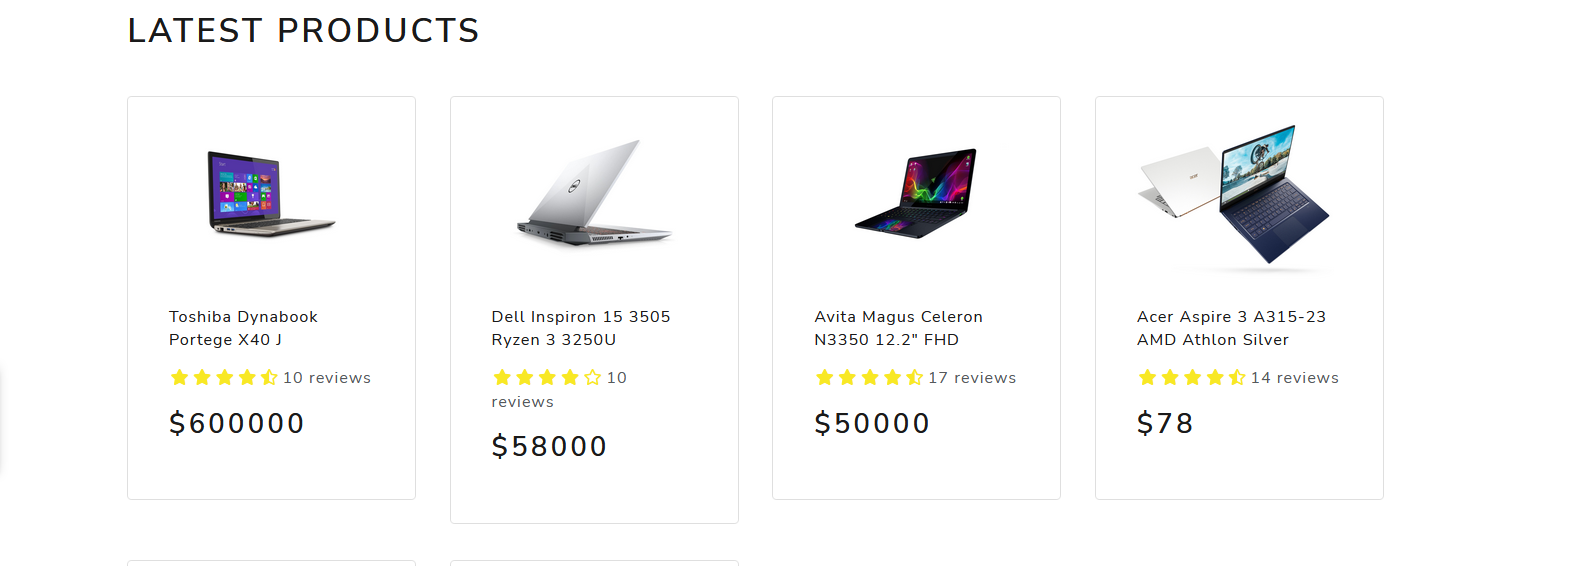 LATEST PRODUCTS
Toshiba Dynabook
Portege X40 J
10 reviews
$600000
DELL
Dell Inspiron 15 3505
Ryzen 3 3250U
10
reviews
$58000
Avita Magus Celeron
N3350 12.2" FHD
17 reviews
$50000
acer
Acer Aspire 3 A315-23
AMD Athlon Silver
14 reviews
$78